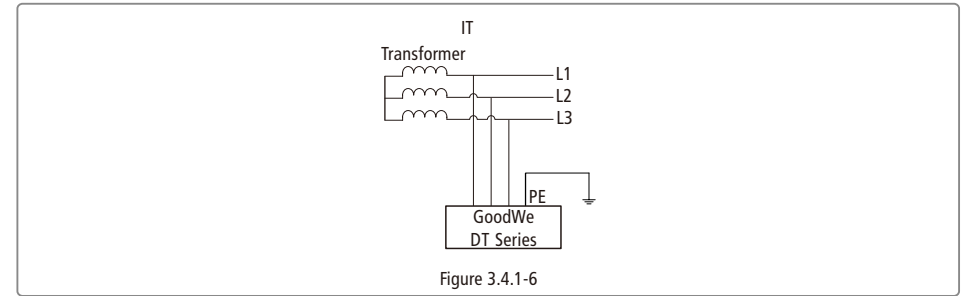 IT
Transformer
L1
L2
L3
PE
GoodWe
DT Series
Figure 3.4.1-6